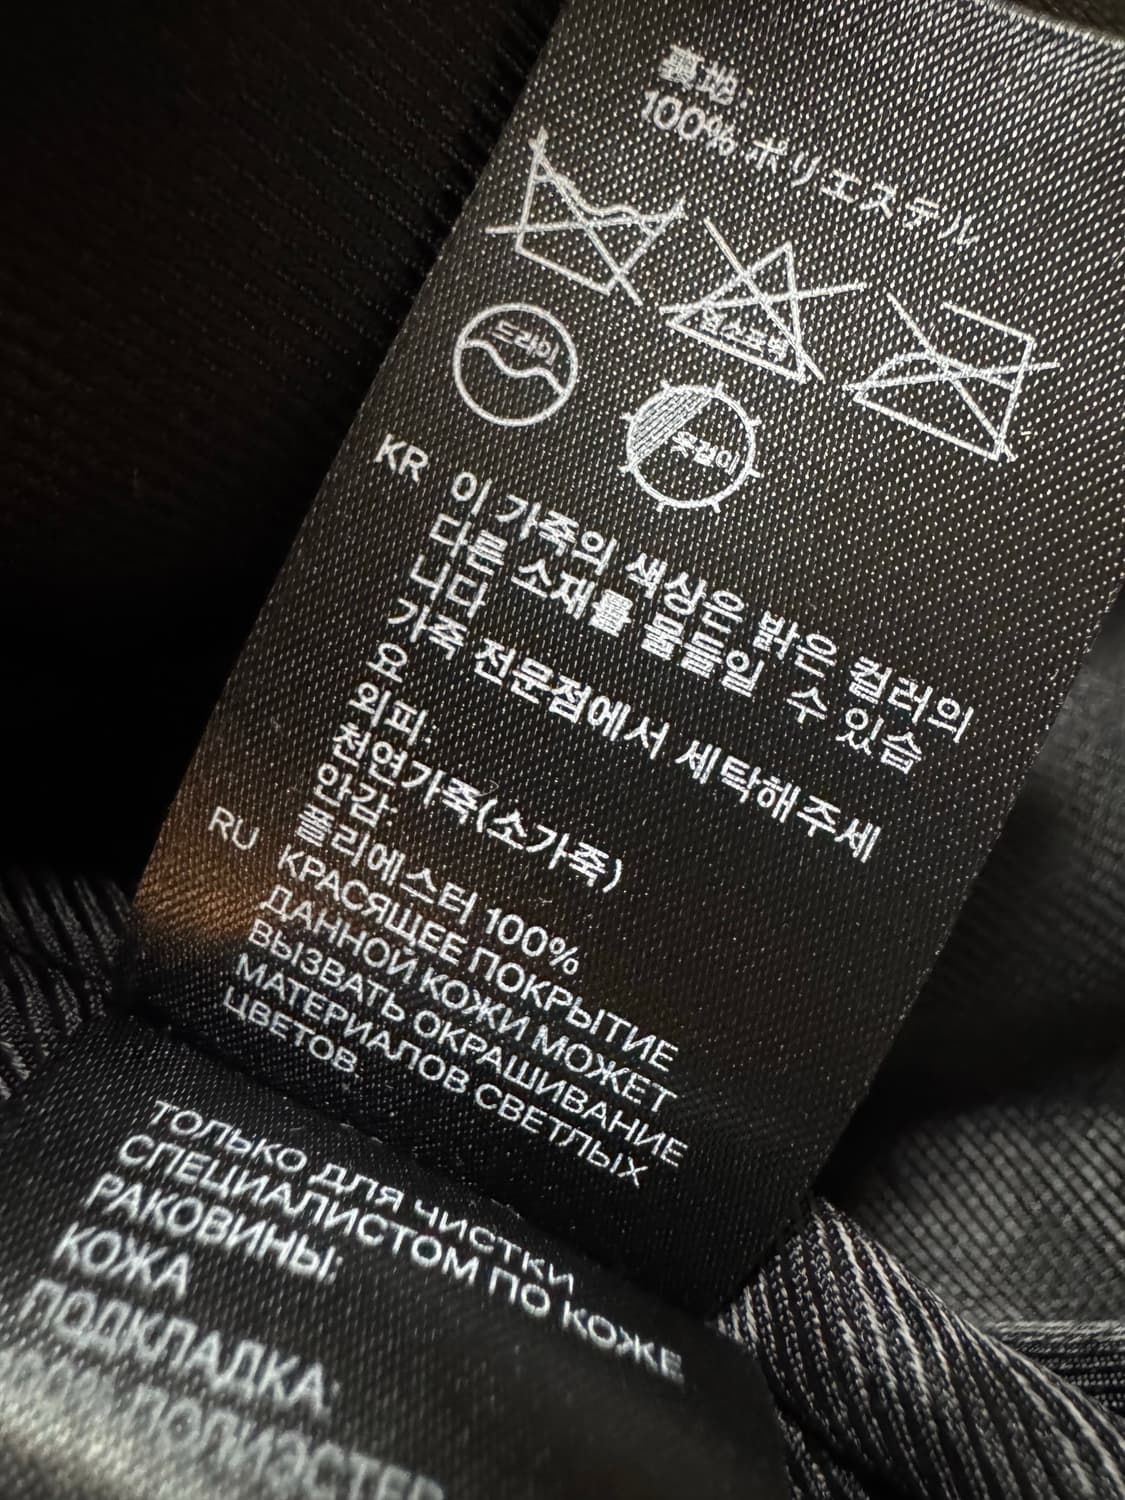 裏地:
100% ポリエステル
염소표백
드라이
옷걸이
KR 이 가죽의 색상은 밝은 컬러의
다른 소재를 물들일 수 있습
니다
가죽 전문점에서 세탁해주세
요
외피:
천연가죽(소가죽)
안감:
폴리에스터 100%
RU КРАСЯЩЕЕ ПОКРЫТИЕ
ДАННОЙ КОЖИ МОЖЕТ
ВЫЗВАТЬ ОКРАШИВАНИЕ
МАТЕРИАЛОВ СВЕТЛЫХ
ЦВЕТОВ
ТОЛЬКО ДЛЯ ЧИСТКИ
СПЕЦИАЛИСТОМ ПО КОЖЕ
РАКОВИНЫ:
КОЖА
ПОДКЛАДКА:
100% ПОЛИЭСТЕР